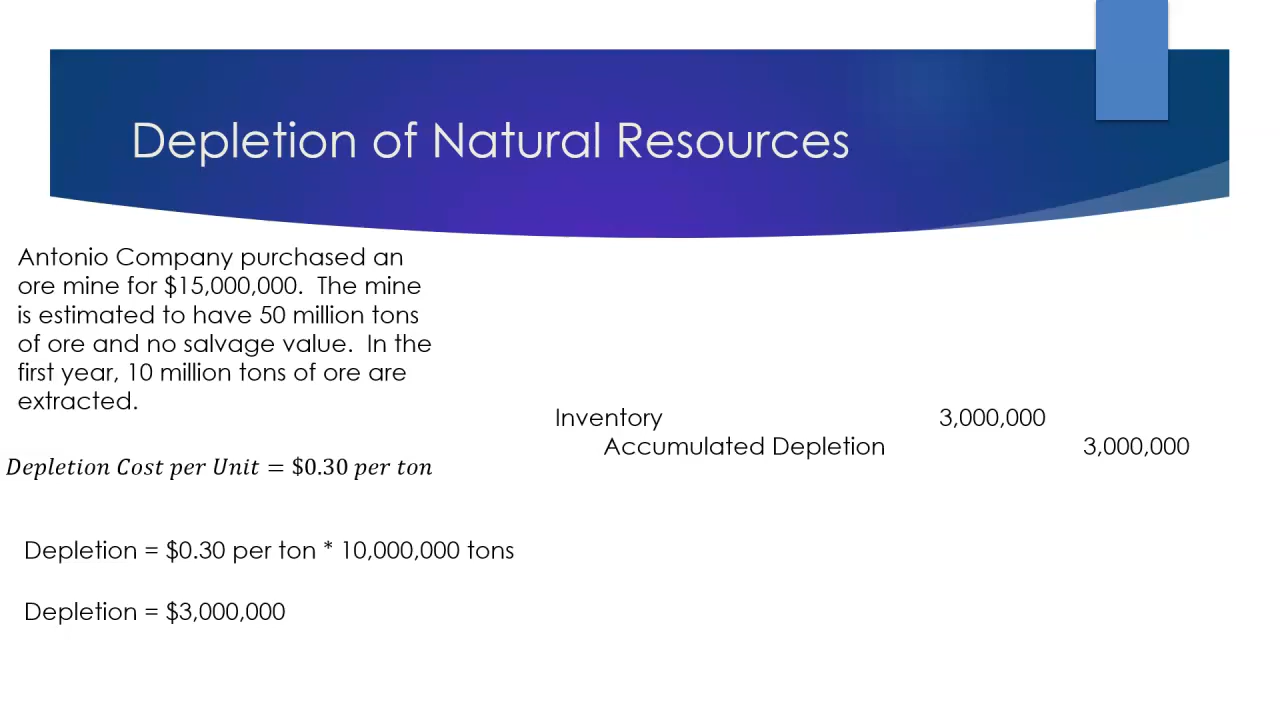 Depletion of Natural Resources
Antonio Company purchased an
ore mine for $15,000,000.  The mine
is estimated to have 50 million tons
of ore and no salvage value.  In the
first year, 10 million tons of ore are
extracted.
Depletion Cost per Unit = $0.30 per ton
Depletion = $0.30 per ton * 10,000,000 tons
Depletion = $3,000,000
Inventory 3,000,000
Accumulated Depletion 3,000,000